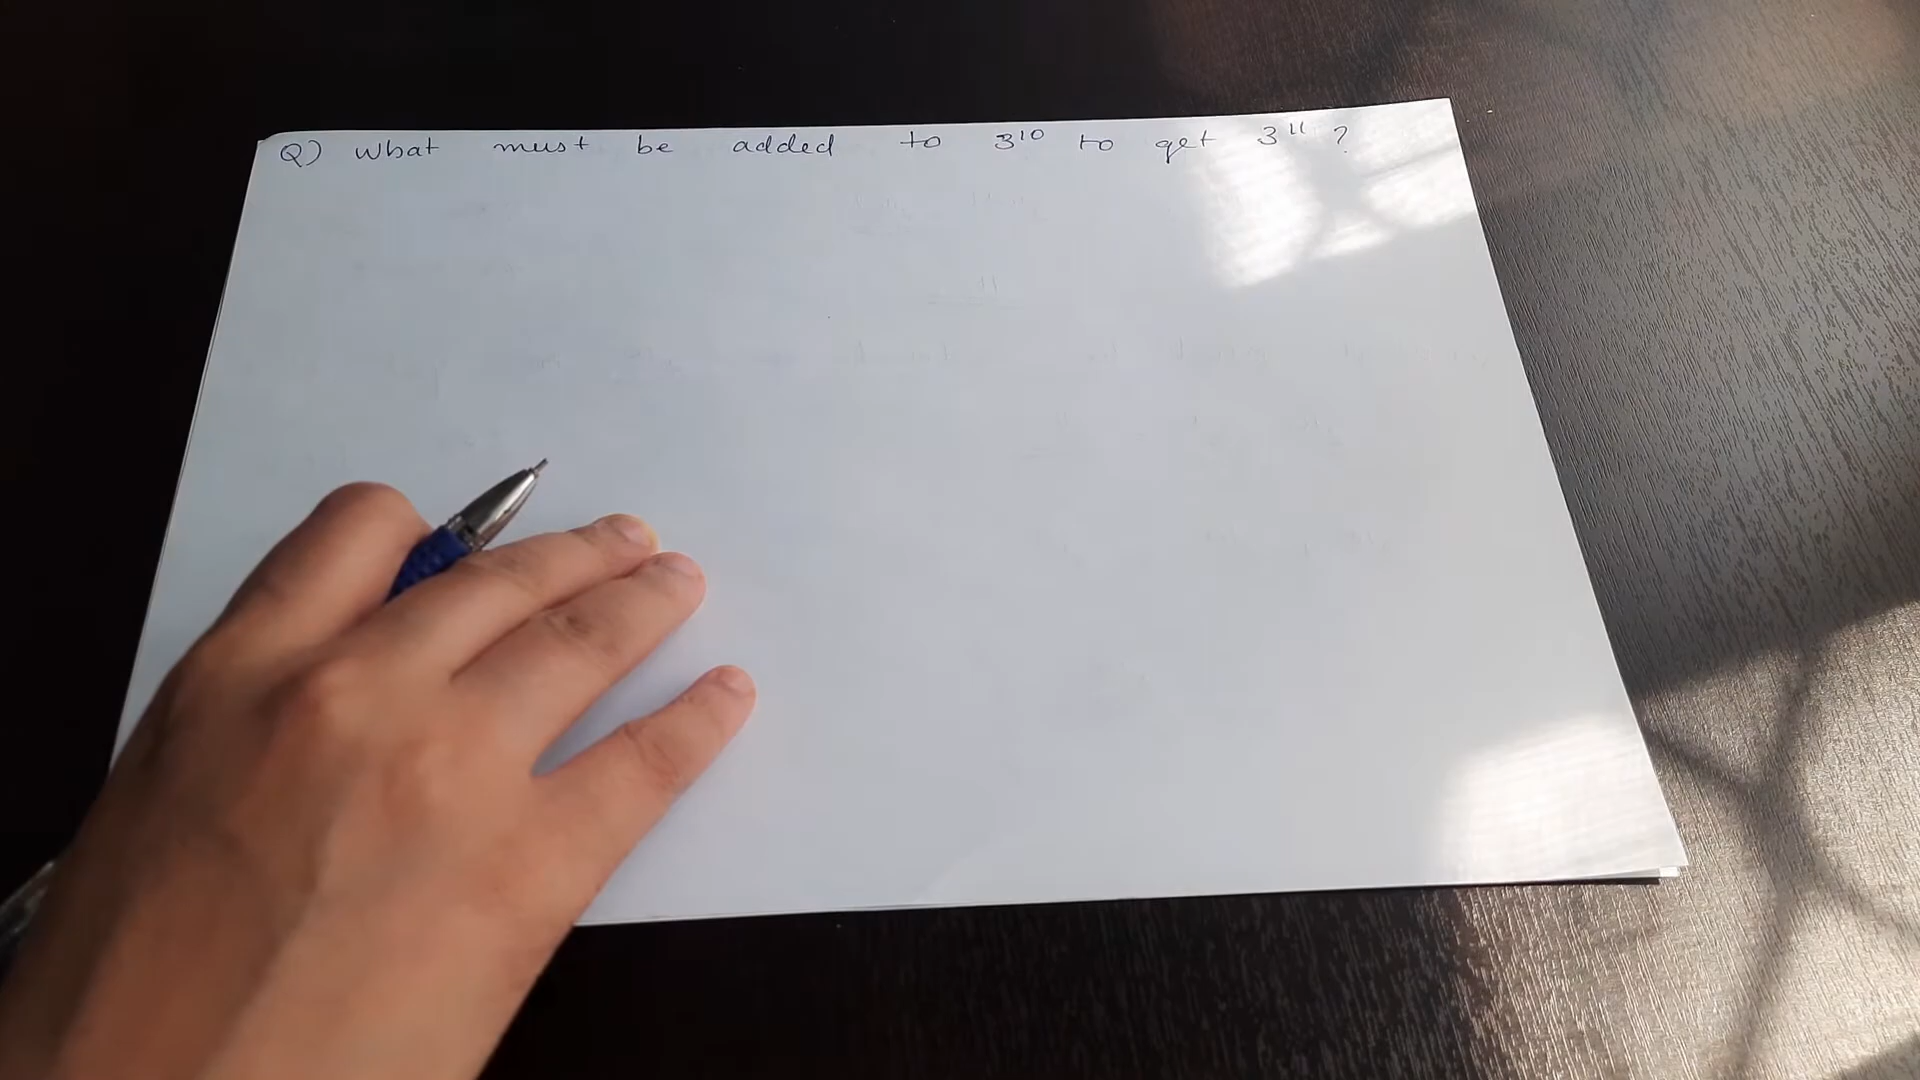 Q) What must be added to 3¹⁰ to get 3¹¹ ?